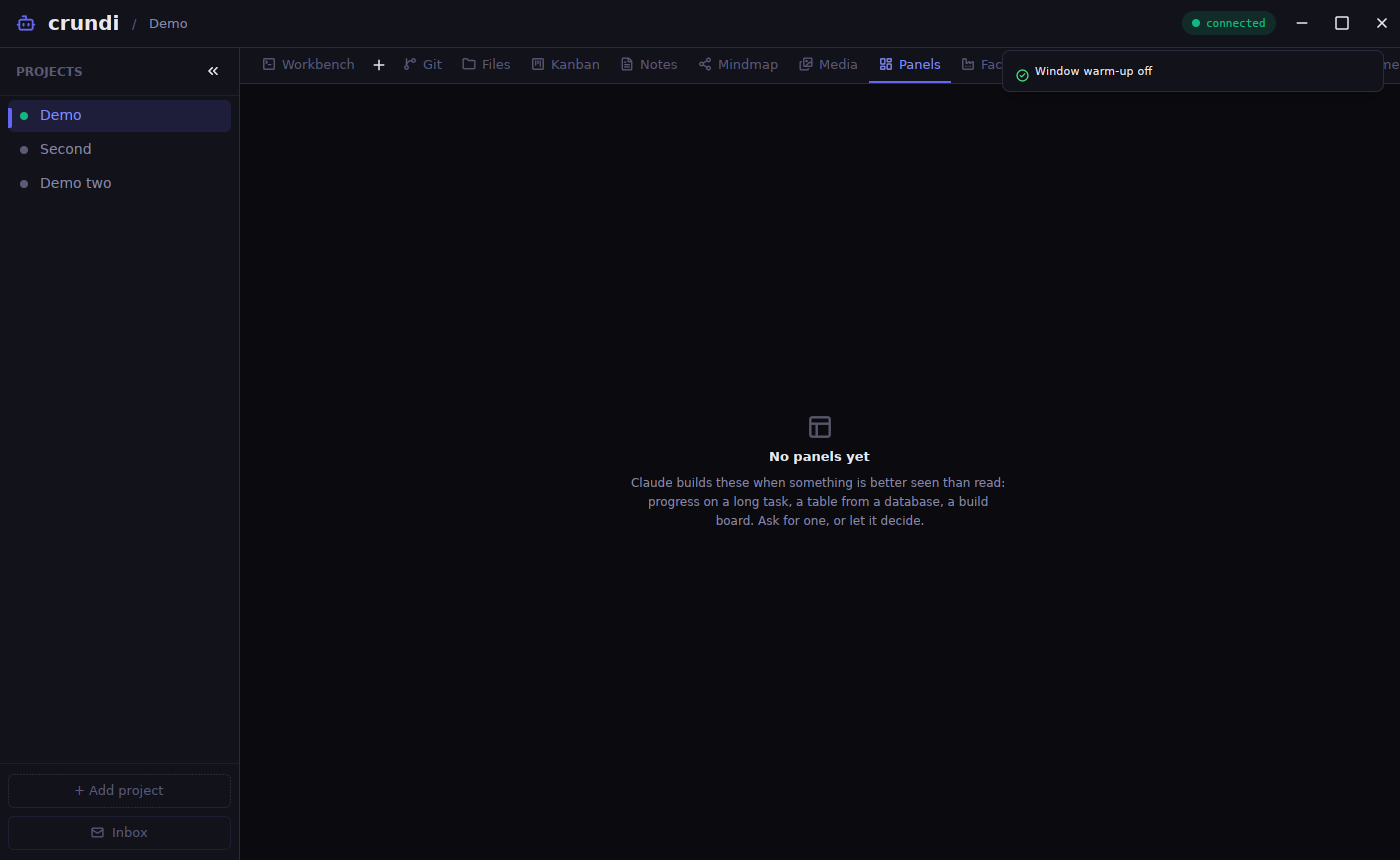 crundi / Demo
connected
PROJECTS
Workbench
Git
Files
Kanban
Notes
Mindmap
Media
Panels
Window warm-up off
Demo
Second
Demo two
No panels yet
Claude builds these when something is better seen than read:
progress on a long task, a table from a database, a build
board. Ask for one, or let it decide.
+ Add project
Inbox